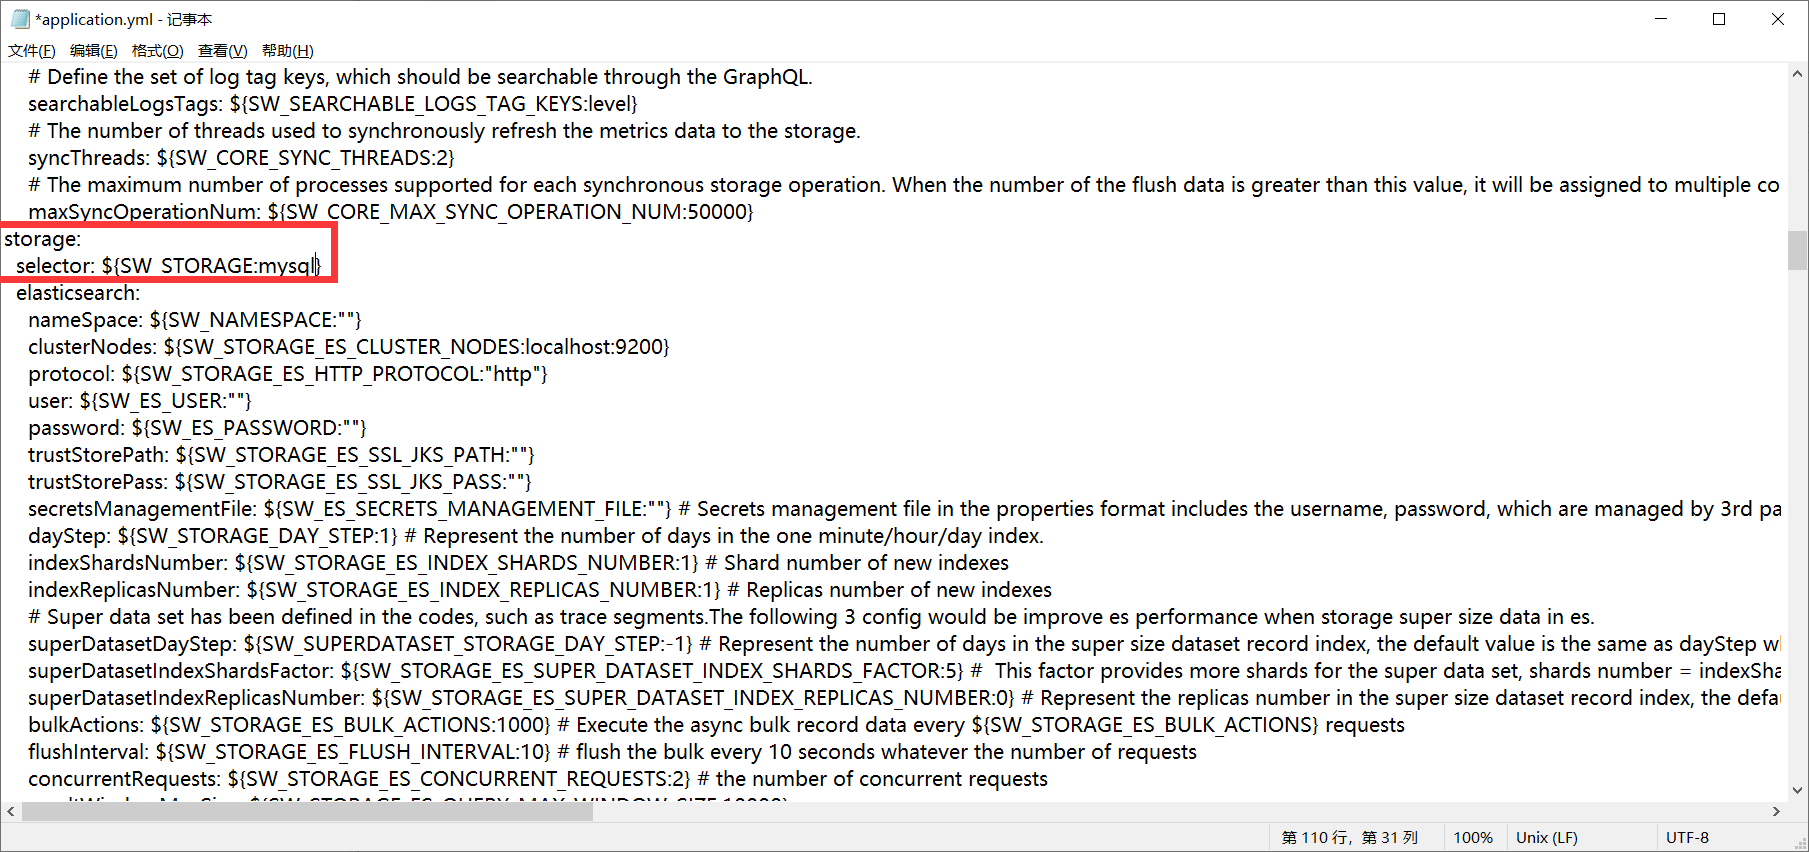 *application.yml - 记事本
文件(F) 编辑(E) 格式(O) 查看(V) 帮助(H)
# Define the set of log tag keys, which should be searchable through the GraphQL.
searchableLogsTags: ${SW_SEARCHABLE_LOGS_TAG_KEYS:level}
# The number of threads used to synchronously refresh the metrics data to the storage.
syncThreads: ${SW_CORE_SYNC_THREADS:2}
# The maximum number of processes supported for each synchronous storage operation. When the number of the flush data is greater than this value, it will be assigned to multiple co
maxSyncOperationNum: ${SW_CORE_MAX_SYNC_OPERATION_NUM:50000}
storage:
selector: ${SW_STORAGE:mysql}
elasticsearch:
nameSpace: ${SW_NAMESPACE:""}
clusterNodes: ${SW_STORAGE_ES_CLUSTER_NODES:localhost:9200}
protocol: ${SW_STORAGE_ES_HTTP_PROTOCOL:"http"}
user: ${SW_ES_USER:""}
password: ${SW_ES_PASSWORD:""}
trustStorePath: ${SW_STORAGE_ES_SSL_JKS_PATH:""}
trustStorePass: ${SW_STORAGE_ES_SSL_JKS_PASS:""}
secretsManagementFile: ${SW_ES_SECRETS_MANAGEMENT_FILE:""} # Secrets management file in the properties format includes the username, password, which are managed by 3rd pa
dayStep: ${SW_STORAGE_DAY_STEP:1} # Represent the number of days in the one minute/hour/day index.
indexShardsNumber: ${SW_STORAGE_ES_INDEX_SHARDS_NUMBER:1} # Shard number of new indexes
indexReplicasNumber: ${SW_STORAGE_ES_INDEX_REPLICAS_NUMBER:1} # Replicas number of new indexes
# Super data set has been defined in the codes, such as trace segments.The following 3 config would be improve es performance when storage super size data in es.
superDatasetDayStep: ${SW_SUPERDATASET_STORAGE_DAY_STEP:-1} # Represent the number of days in the super size dataset record index, the default value is the same as dayStep wl
superDatasetIndexShardsFactor: ${SW_STORAGE_ES_SUPER_DATASET_INDEX_SHARDS_FACTOR:5} #  This factor provides more shards for the super data set, shards number = indexSha
superDatasetIndexReplicasNumber: ${SW_STORAGE_ES_SUPER_DATASET_INDEX_REPLICAS_NUMBER:0} # Represent the replicas number in the super size dataset record index, the defau
bulkActions: ${SW_STORAGE_ES_BULK_ACTIONS:1000} # Execute the async bulk record data every ${SW_STORAGE_ES_BULK_ACTIONS} requests
flushInterval: ${SW_STORAGE_ES_FLUSH_INTERVAL:10} # flush the bulk every 10 seconds whatever the number of requests
concurrentRequests: ${SW_STORAGE_ES_CONCURRENT_REQUESTS:2} # the number of concurrent requests
第 110 行，第 31 列 100% Unix (LF) UTF-8